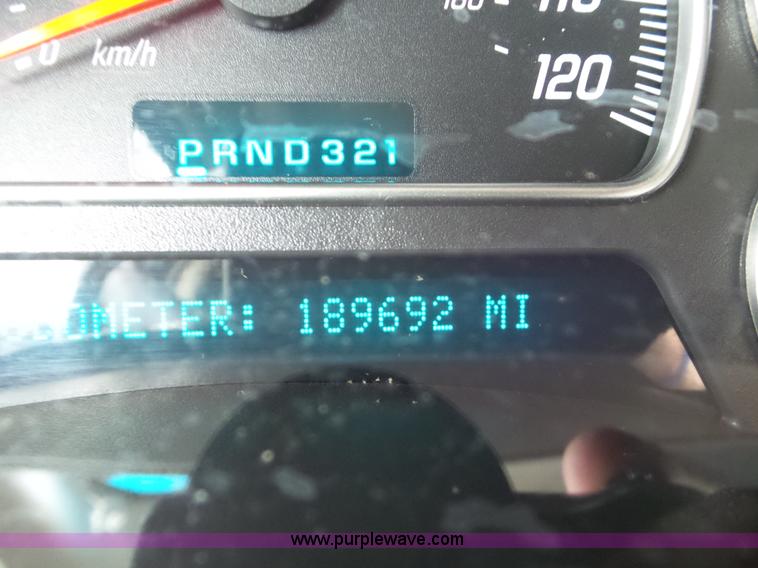 0 km/h
120
PRND321
ODOMETER: 189692 MI
www.purplewave.com